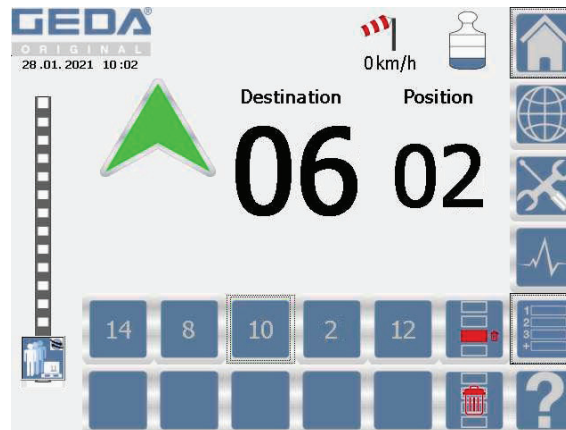 GEDA®
ORIGINAL
28.01.2021 10:02
0km/h
Destination
Position
06
02
14
8
10
2
12
1
2
3
+
?